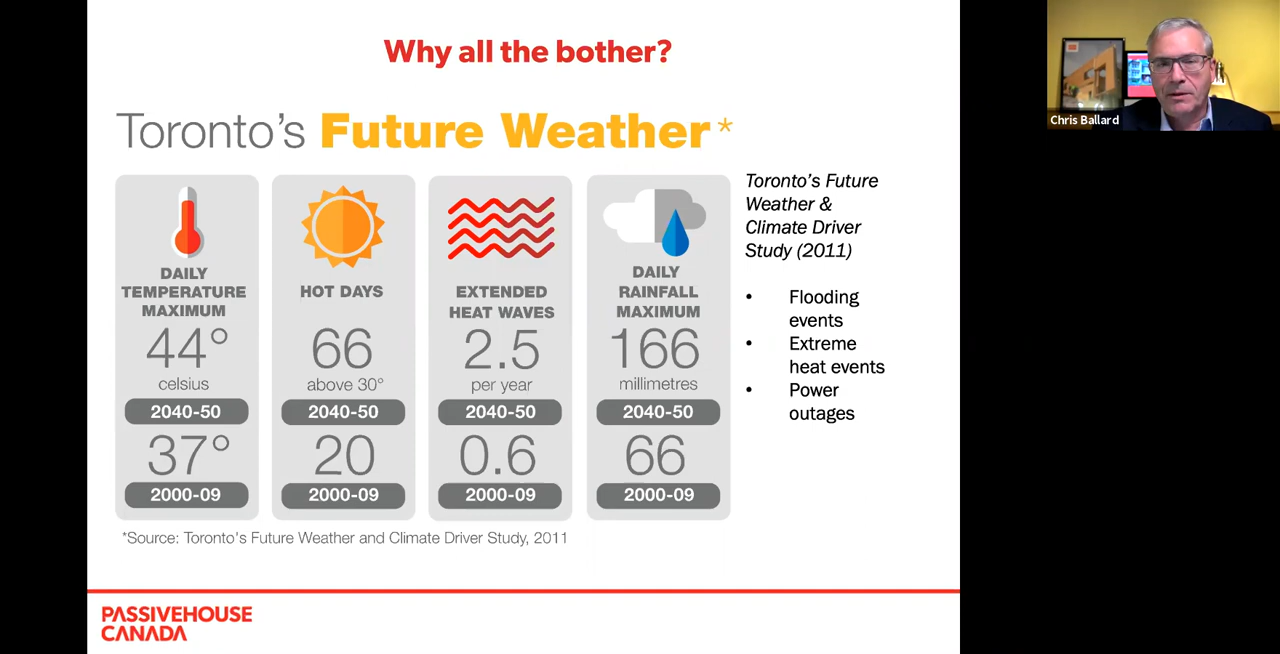 Why all the bother?
Toronto's Future Weather*
DAILY
TEMPERATURE
MAXIMUM
44°
celsius
2040-50
37°
2000-09
HOT DAYS
66
above 30°
2040-50
20
2000-09
EXTENDED
HEAT WAVES
2.5
per year
2040-50
0.6
2000-09
DAILY
RAINFALL
MAXIMUM
166
millimetres
2040-50
66
2000-09
Toronto's Future
Weather &
Climate Driver
Study (2011)
• Flooding
events
• Extreme
heat events
• Power
outages
*Source: Toronto's Future Weather and Climate Driver Study, 2011
PASSIVEHOUSE
CANADA
Chris Ballard